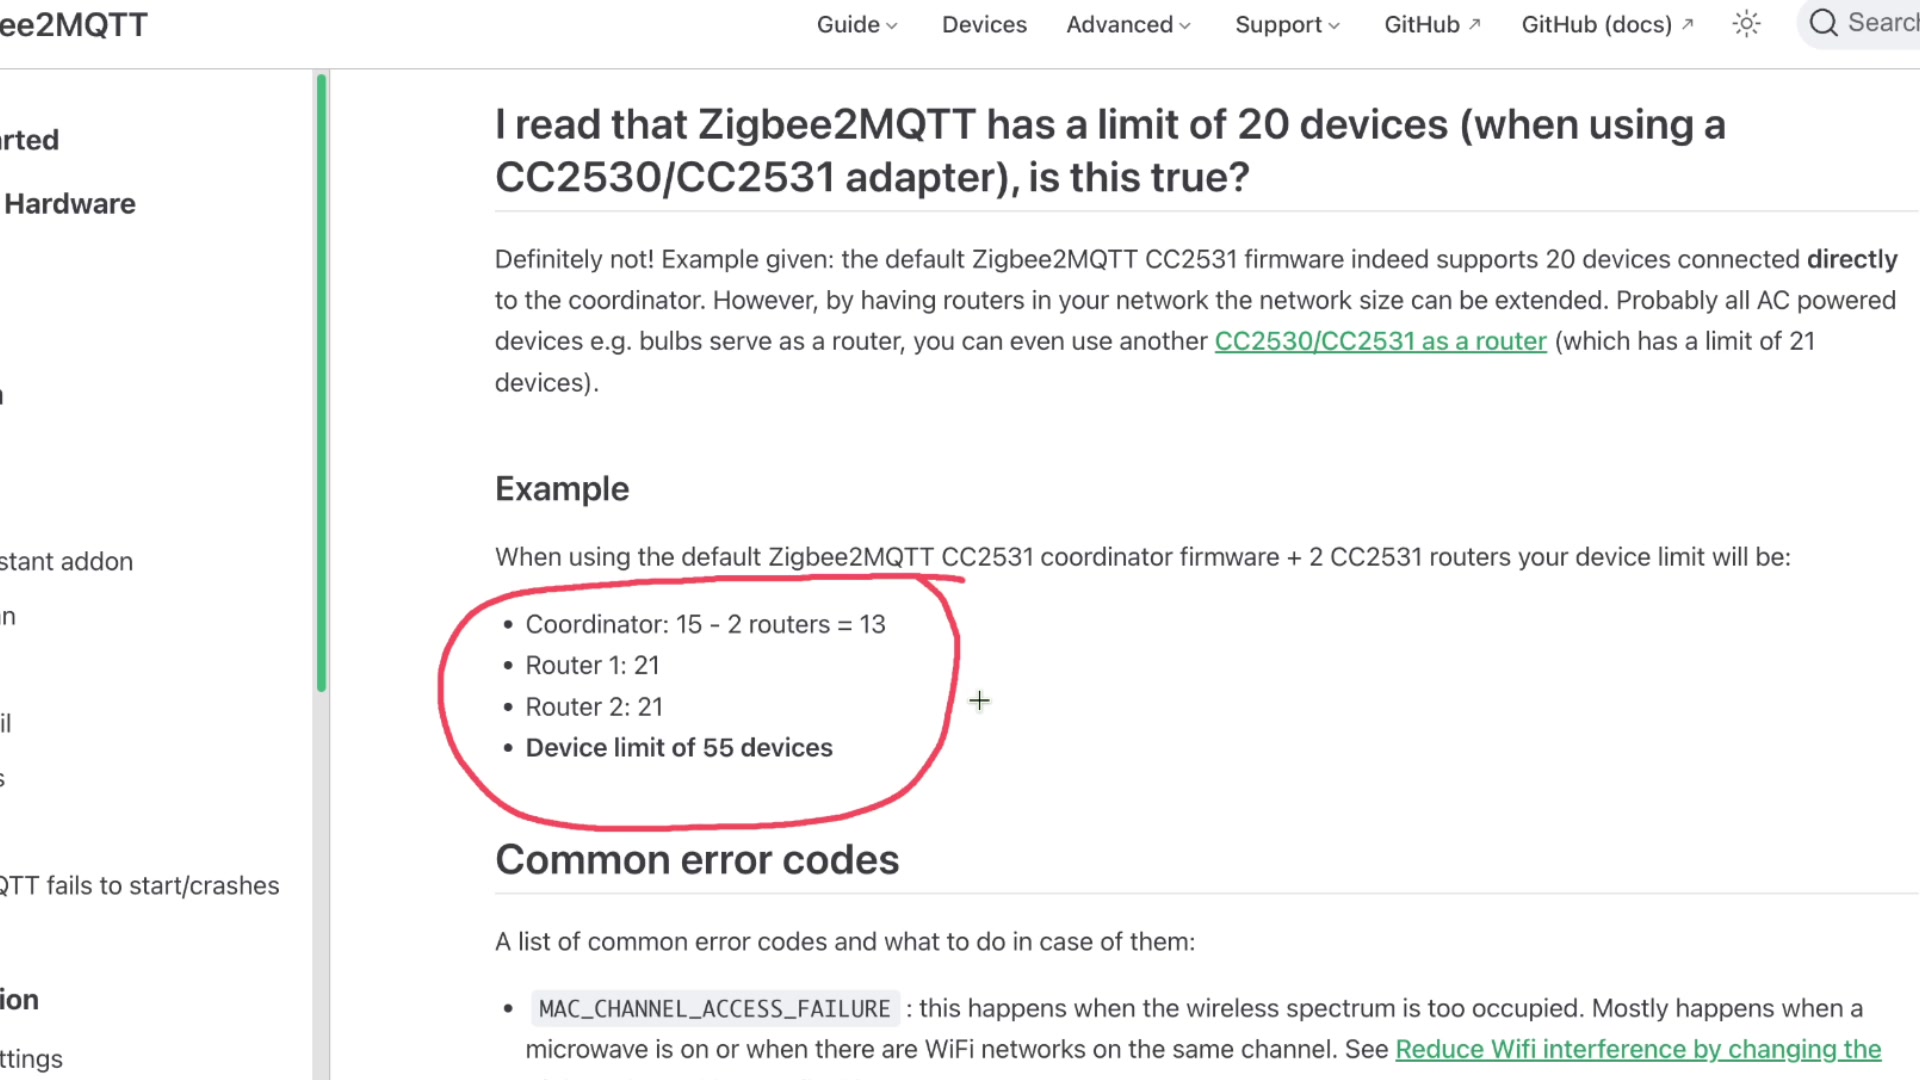 ee2MQTT
Guide
Devices
Advanced
Support
GitHub
GitHub (docs)
Search
arted
Hardware
n
stant addon
on
il
s
QTT fails to start/crashes
ion
ttings
I read that Zigbee2MQTT has a limit of 20 devices (when using a
CC2530/CC2531 adapter), is this true?
Definitely not! Example given: the default Zigbee2MQTT CC2531 firmware indeed supports 20 devices connected directly
to the coordinator. However, by having routers in your network the network size can be extended. Probably all AC powered
devices e.g. bulbs serve as a router, you can even use another CC2530/CC2531 as a router (which has a limit of 21
devices).
Example
When using the default Zigbee2MQTT CC2531 coordinator firmware + 2 CC2531 routers your device limit will be:
• Coordinator: 15 - 2 routers = 13
• Router 1: 21
• Router 2: 21
• Device limit of 55 devices
Common error codes
A list of common error codes and what to do in case of them:
• MAC_CHANNEL_ACCESS_FAILURE : this happens when the wireless spectrum is too occupied. Mostly happens when a
microwave is on or when there are WiFi networks on the same channel. See Reduce Wifi interference by changing the